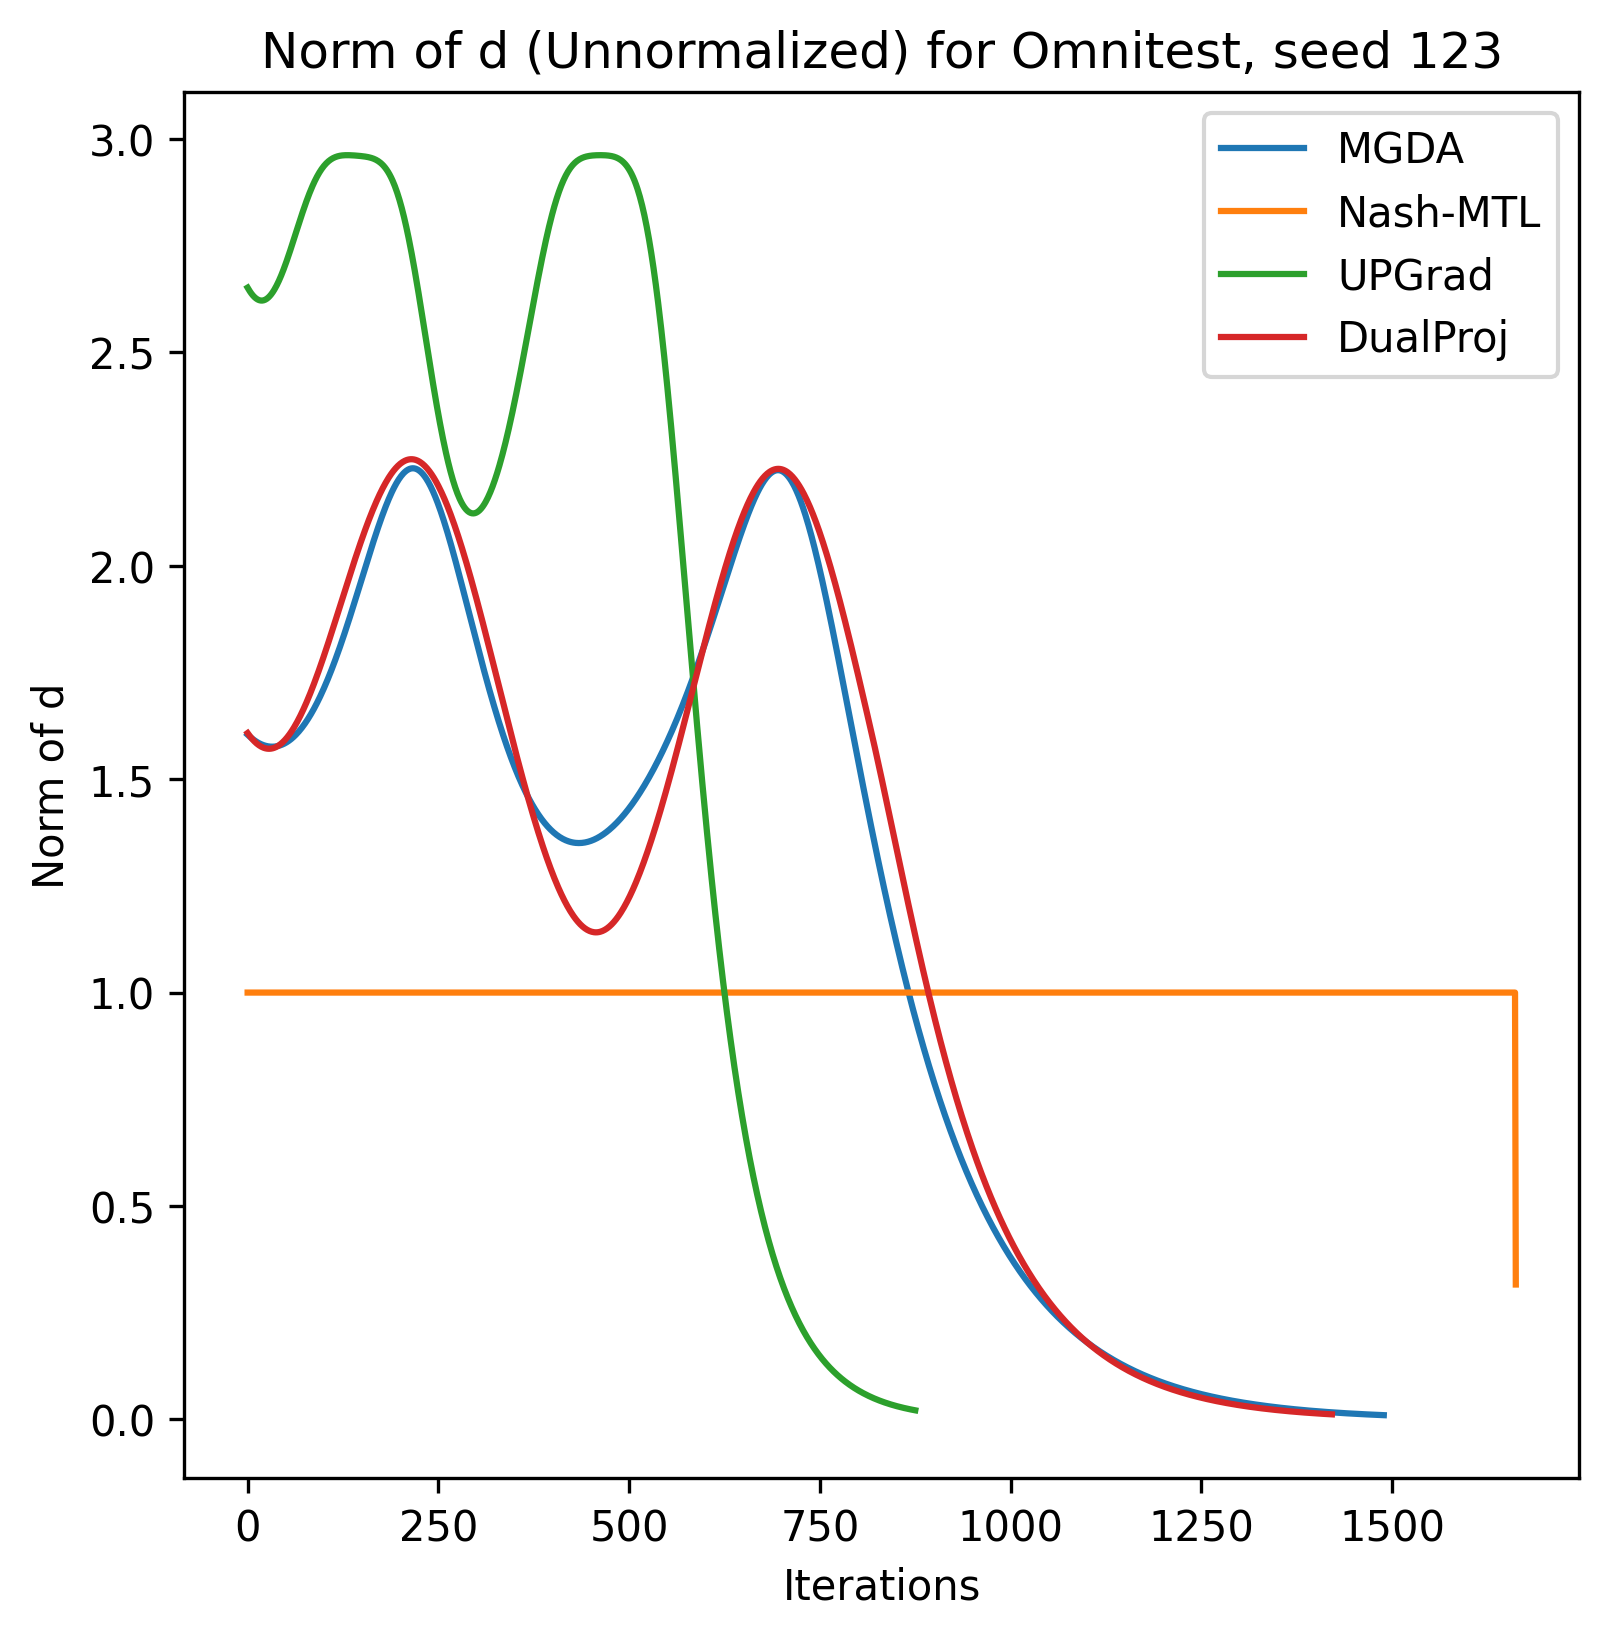 Norm of d (Unnormalized) for Omnitest, seed 123
MGDA
Nash-MTL
UPGrad
DualProj
3.0
2.5
2.0
1.5
1.0
0.5
0.0
Norm of d
0 250 500 750 1000 1250 1500
Iterations